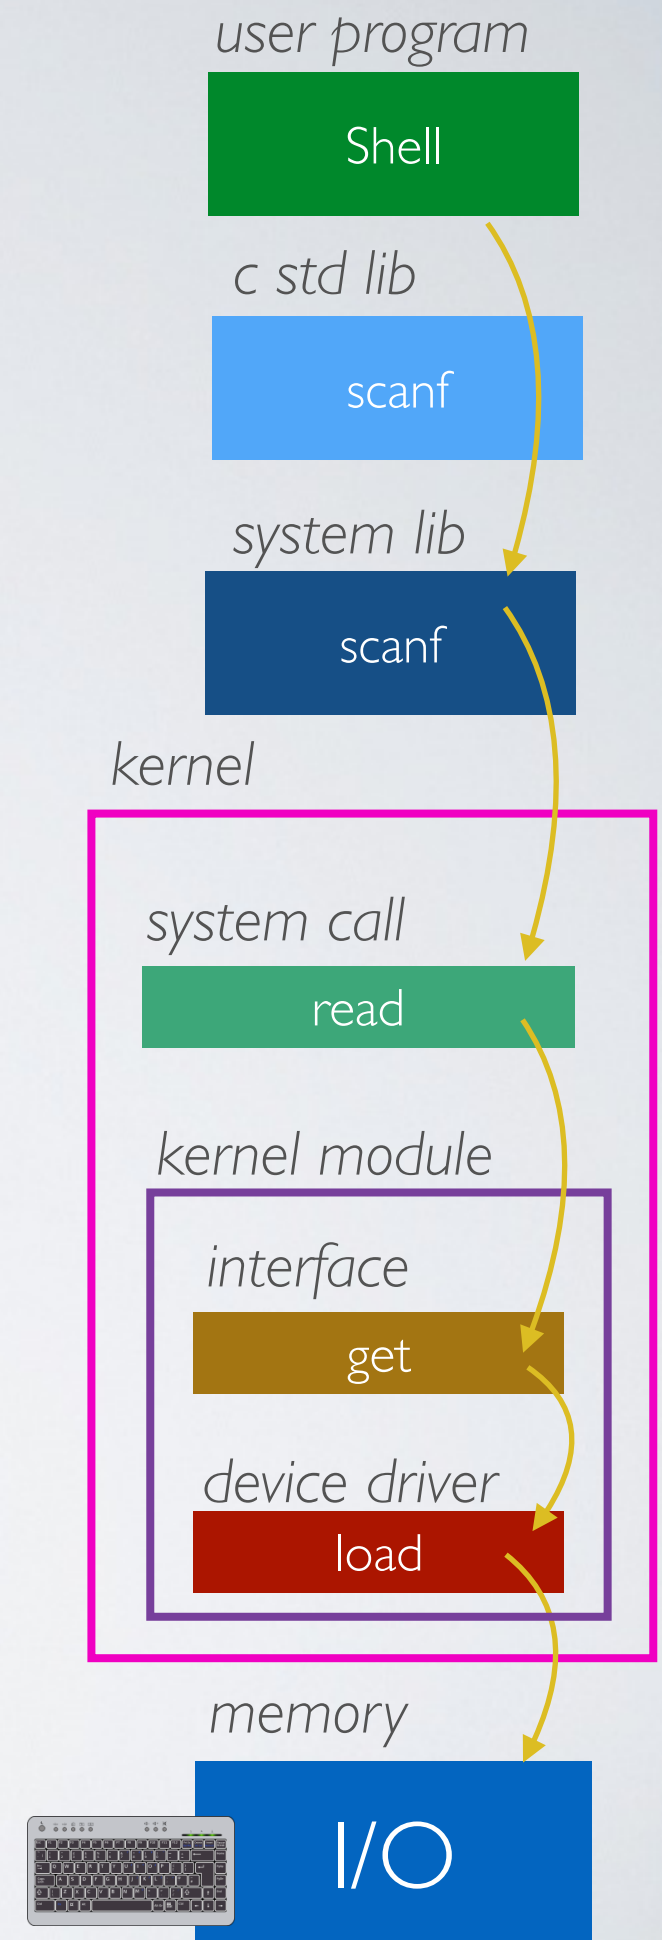 user program
Shell
c std lib
scanf
system lib
scanf
kernel
system call
read
kernel module
interface
get
device driver
load
memory
I/O